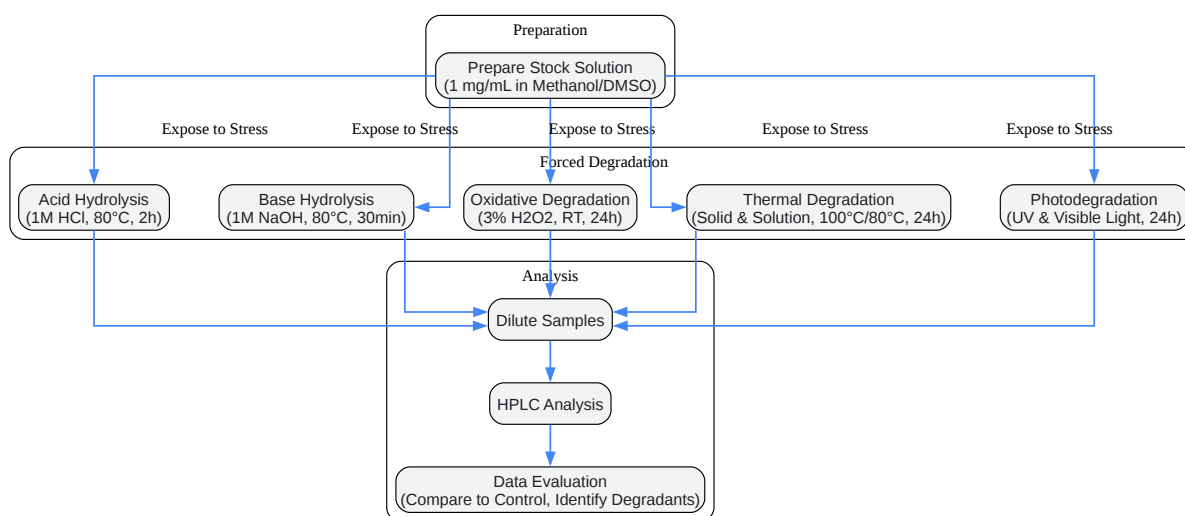 Preparation
Prepare Stock Solution
(1 mg/mL in Methanol/DMSO)
Expose to Stress
Expose to Stress
Expose to Stress
Expose to Stress
Expose to Stress
Forced Degradation
Acid Hydrolysis
(1M HCl, 80°C, 2h)
Base Hydrolysis
(1M NaOH, 80°C, 30min)
Oxidative Degradation
(3% H2O2, RT, 24h)
Thermal Degradation
(Solid & Solution, 100°C/80°C, 24h)
Photodegradation
(UV & Visible Light, 24h)
Analysis
Dilute Samples
HPLC Analysis
Data Evaluation
(Compare to Control, Identify Degradants)